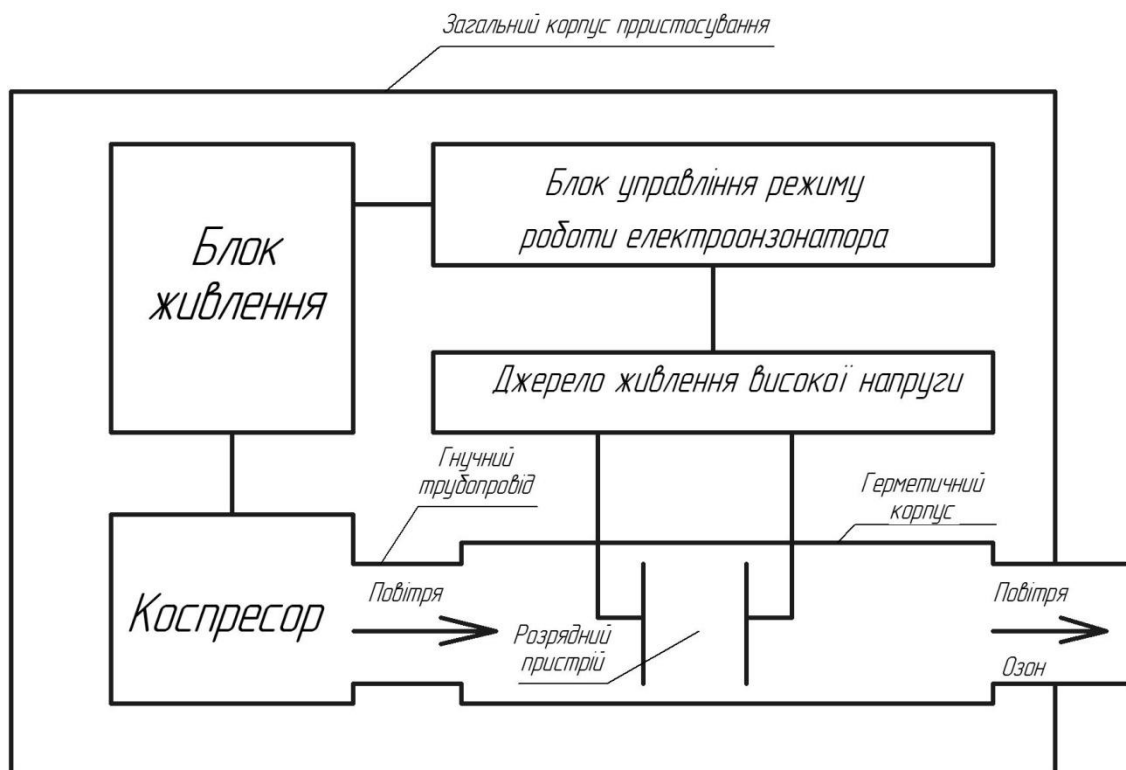 Загальний корпус прристосування
Блок
живлення
Блок управління режиму
роботи електроонзонатора
Джерело живлення високої напруги
Гнучний
трубопровід
Герметичний
корпус
Коспресор
Повітря
Розрядний
пристрій
Повітря
Озон